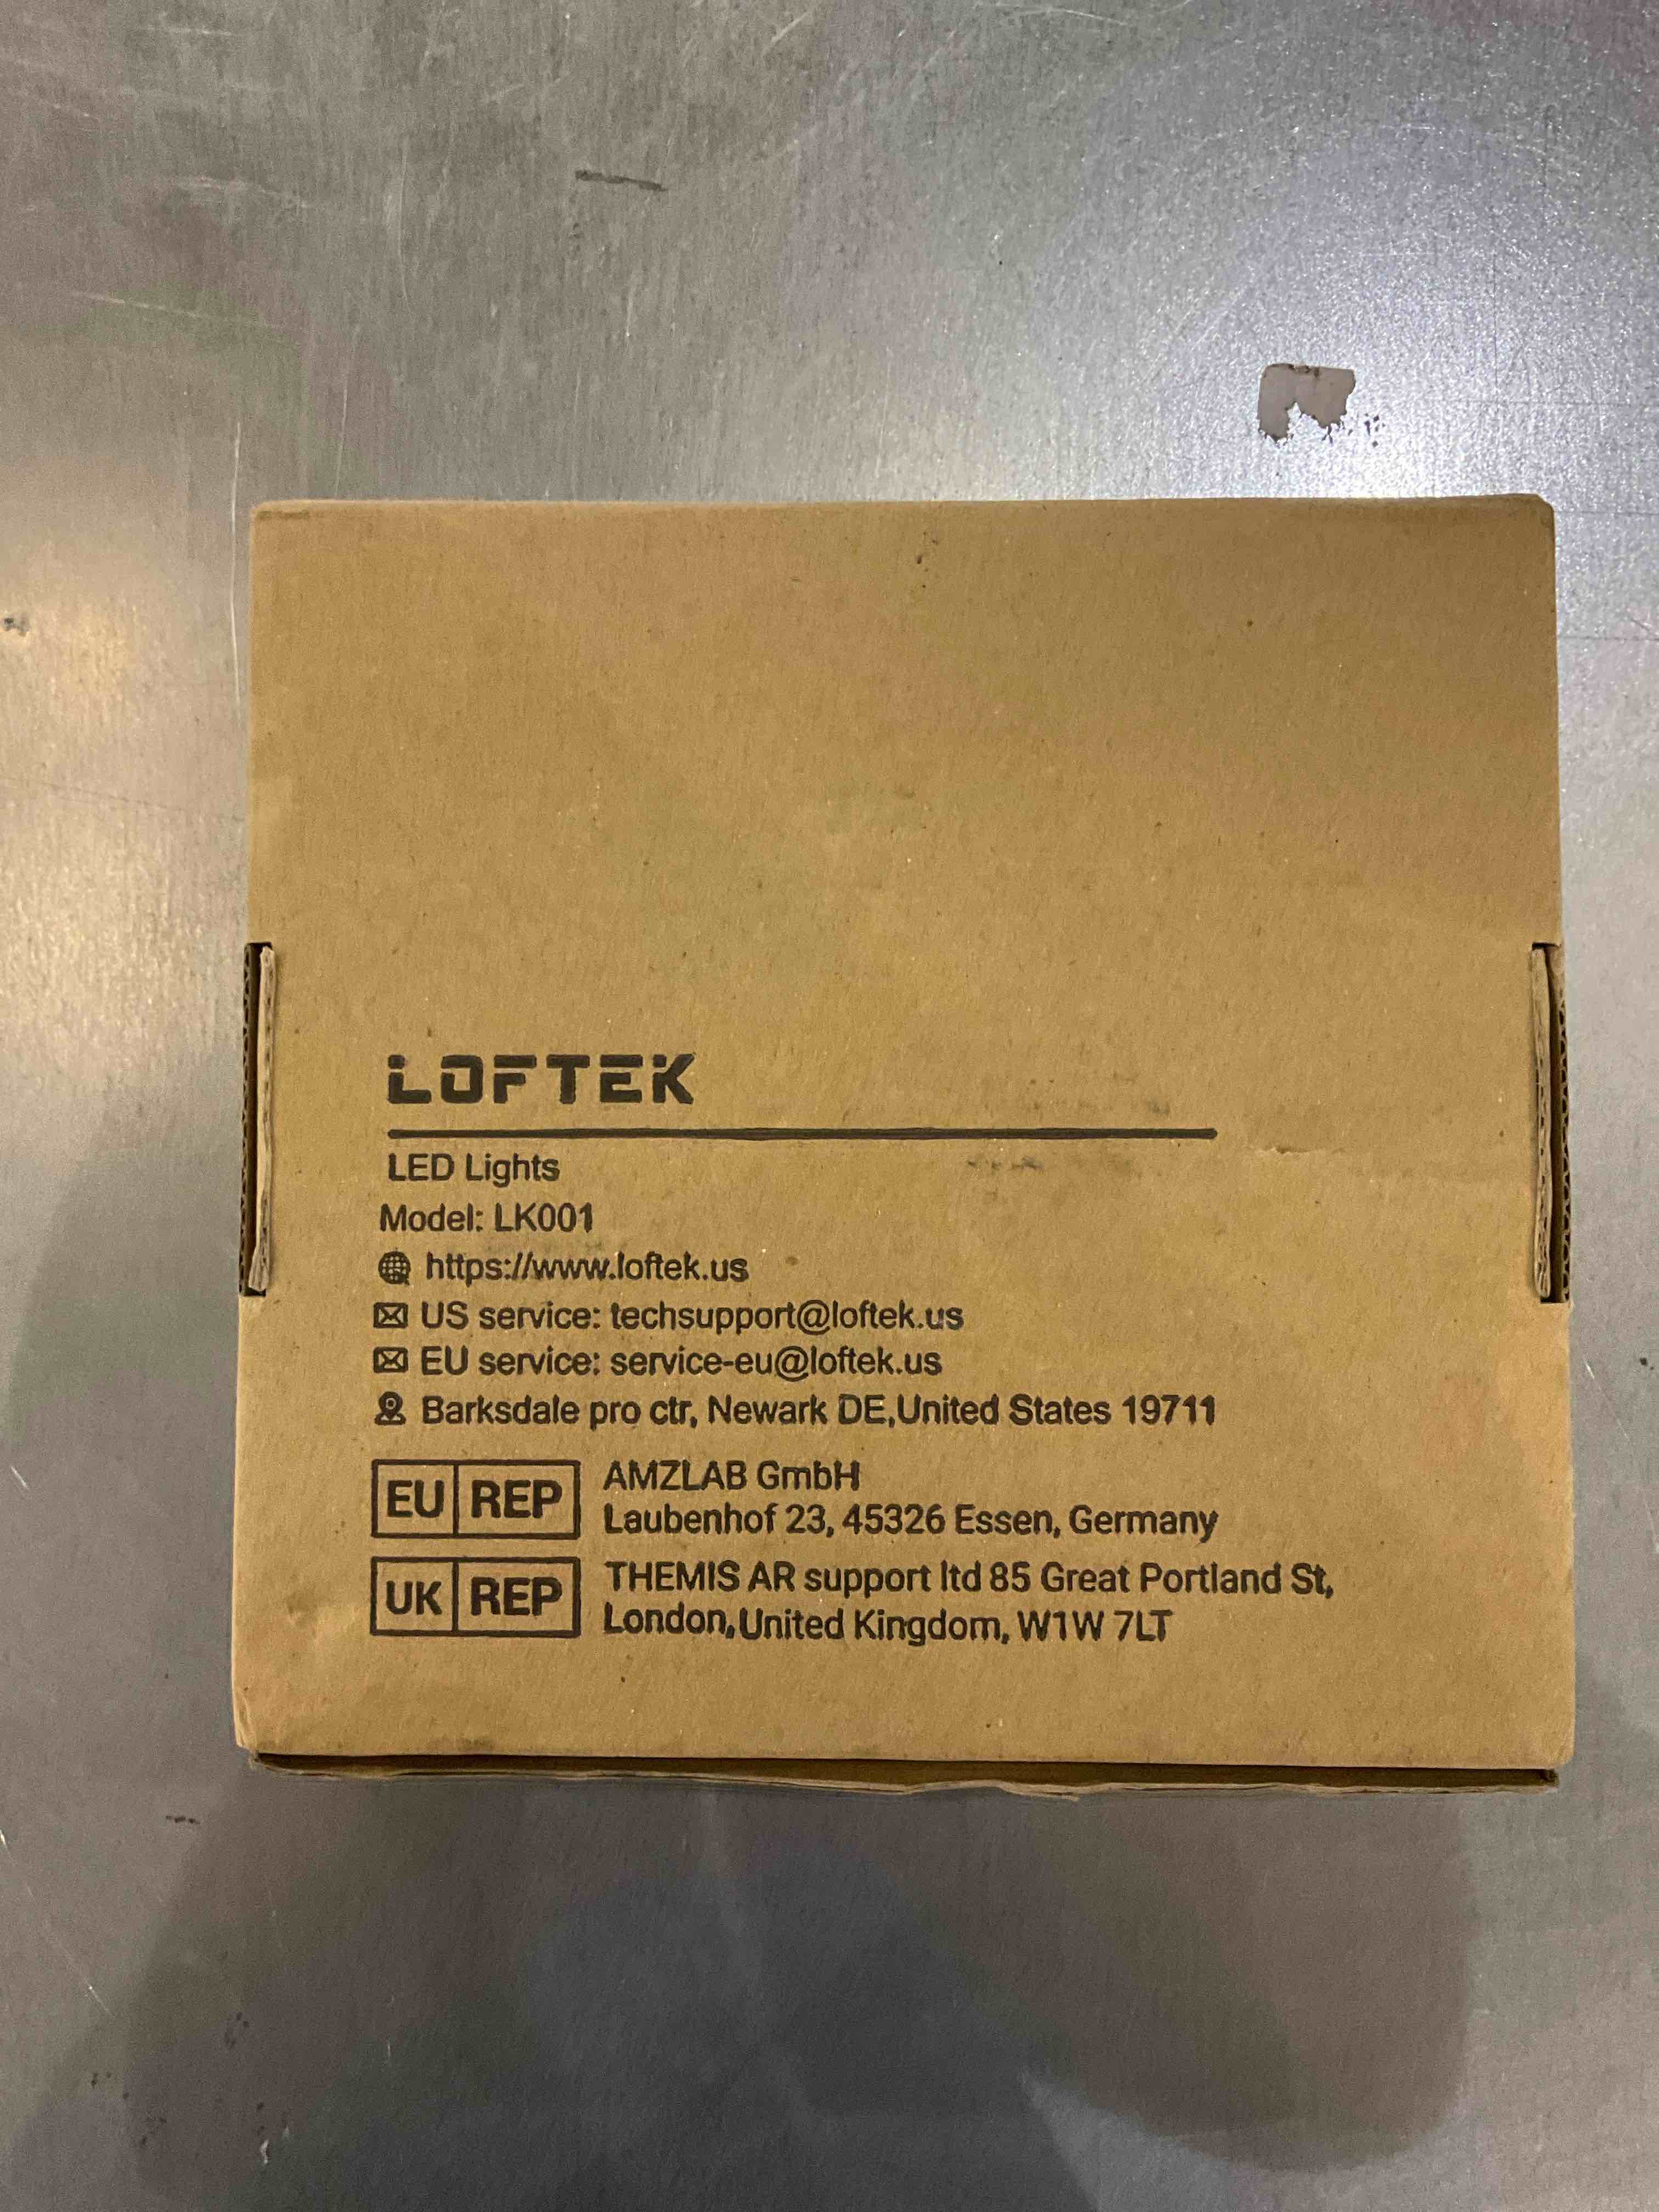 LOFTEK
LED Lights
Model: LK001
https://www.loftek.us
US service: techsupport@loftek.us
EU service: service-eu@loftek.us
Barksdale pro ctr, Newark DE,United States 19711
EU REP AMZLAB GmbH
Laubenhof 23, 45326 Essen, Germany
UK REP THEMIS AR support ltd 85 Great Portland St,
London,United Kingdom, W1W 7LT